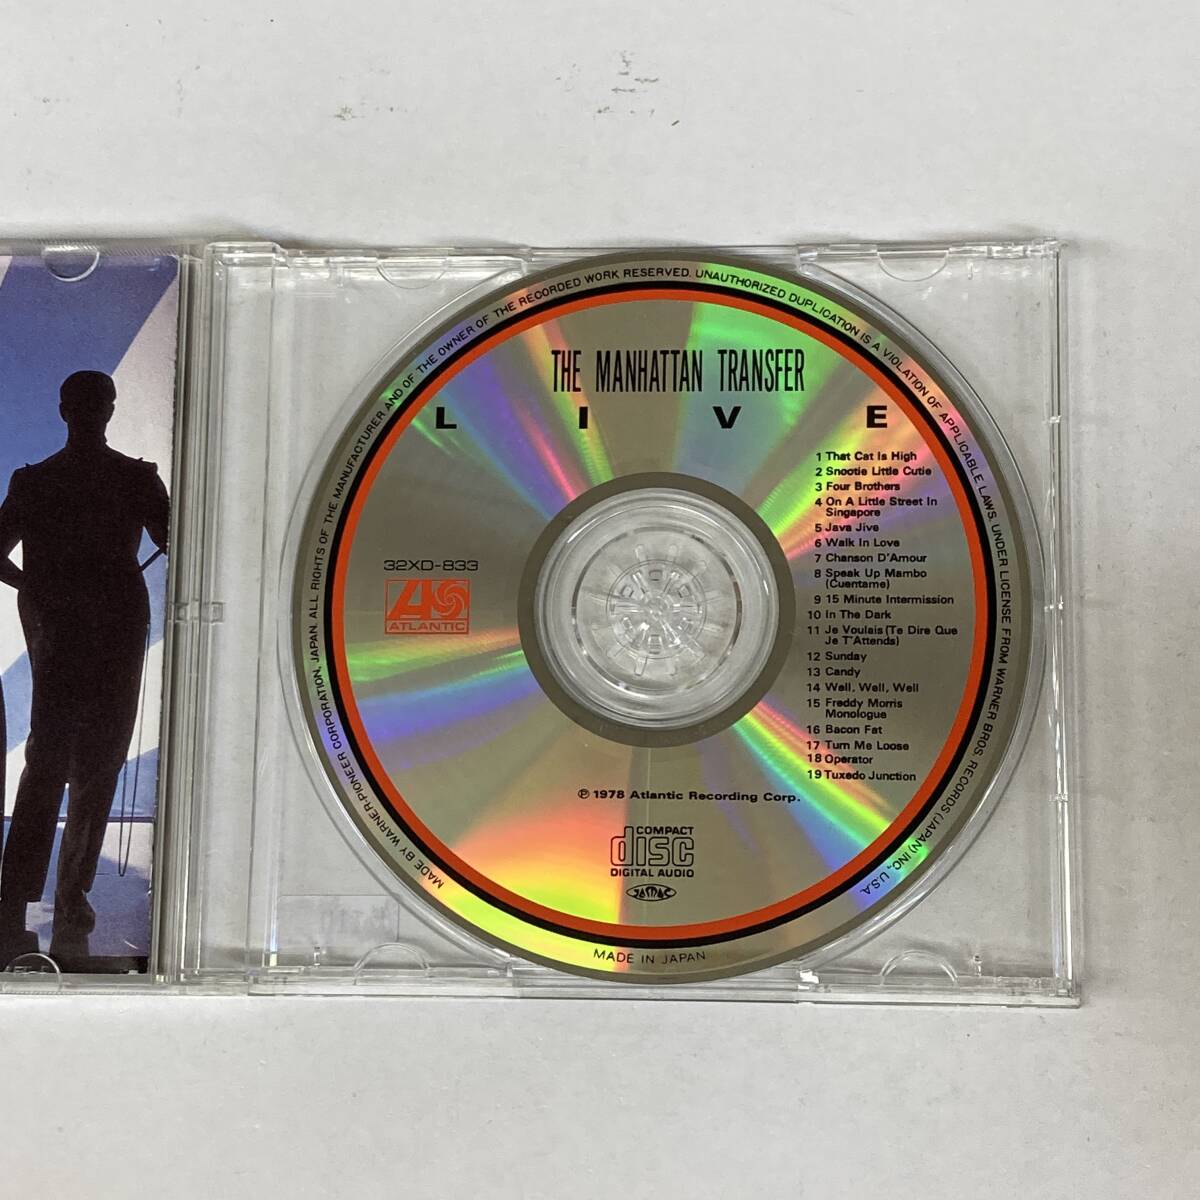 THE MANHATTAN TRANSFER
LIVE
1 That Cat Is High
2 Snootie Little Cutie
3 Four Brothers
4 On A Little Street In
Singapore
5 Java Jive
6 Walk In Love
7 Chanson D'Amour
8 Speak Up Mambo
(Cuentame)
9 15 Minute Intermission
10 In The Dark
11 Je Voulais (Te Dire Que
Je T'Attends)
12 Sunday
13 Candy
14 Well, Well, Well
15 Freddy Morris
Monologue
16 Bacon Fat
17 Turn Me Loose
18 Operator
19 Tuxedo Junction
32XD-833
ATLANTIC
℗ 1978 Atlantic Recording Corp.
COMPACT
disc
DIGITAL AUDIO
JASRAC
MADE BY WARNER-PIONEER CORPORATION, JAPAN. ALL RIGHTS OF THE MANUFACTURER AND OF THE OWNER OF THE RECORDED WORK RESERVED. UNAUTHORIZED DUPLICATION IS A VIOLATION OF APPLICABLE LAWS. UNDER LICENSE FROM WARNER BROS. RECORDS (JAPAN) INC., U.S.A.
MADE IN JAPAN